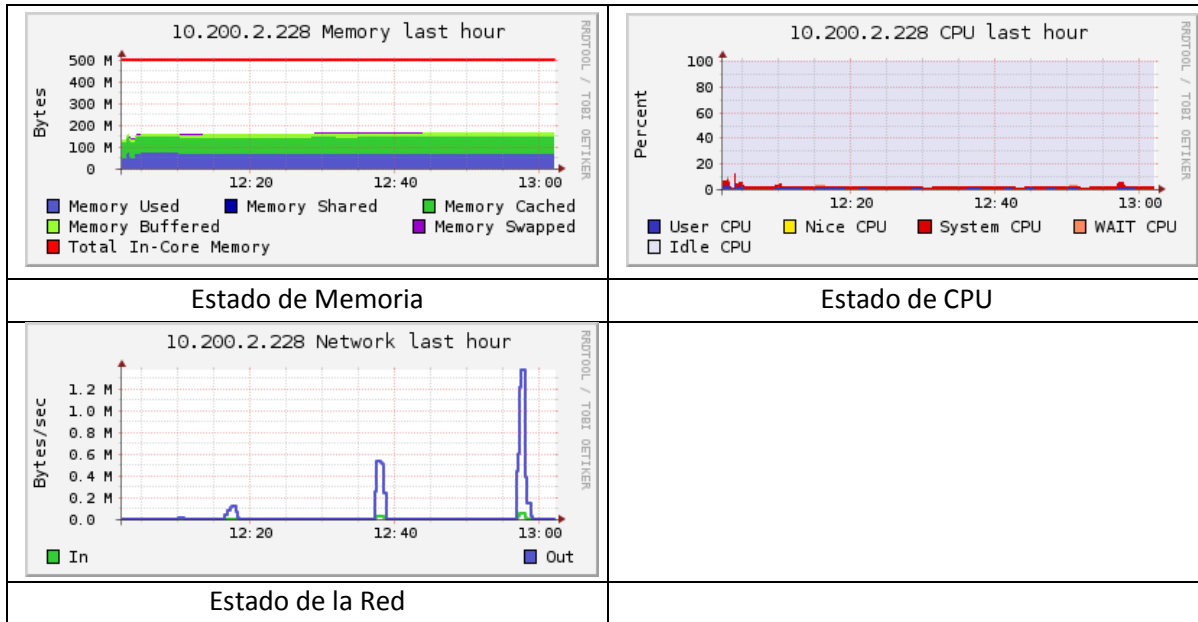 10.200.2.228 Memory last hour
RRDTOOL / TOBI OETIKER
Bytes
500 M
400 M
300 M
200 M
100 M
0
12:20 12:40 13:00
Memory Used Memory Shared Memory Cached
Memory Buffered Memory Swapped
Total In-Core Memory
10.200.2.228 CPU last hour
RRDTOOL / TOBI OETIKER
Percent
100
80
60
40
20
0
12:20 12:40 13:00
User CPU Nice CPU System CPU WAIT CPU
Idle CPU
Estado de Memoria
Estado de CPU
10.200.2.228 Network last hour
RRDTOOL / TOBI OETIKER
Bytes/sec
1.2 M
1.0 M
0.8 M
0.6 M
0.4 M
0.2 M
0.0
12:20 12:40 13:00
In Out
Estado de la Red